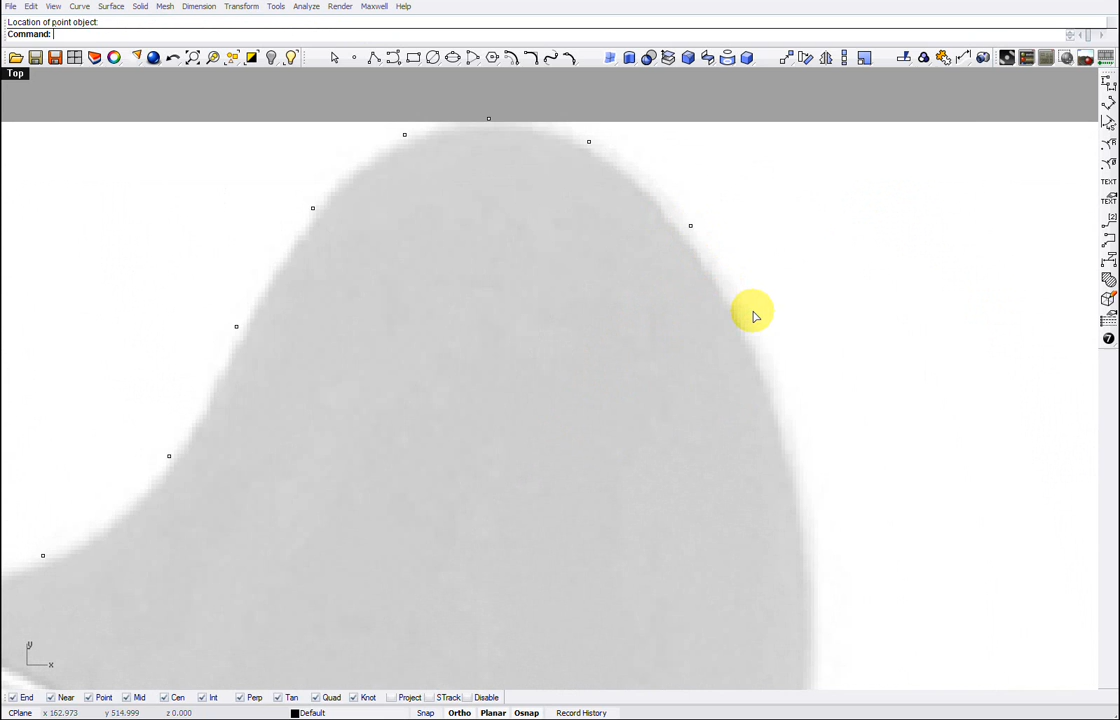 File Edit View Curve Surface Solid Mesh Dimension Transform Tools Analyze Render Maxwell Help
Location of point object:
Command:
Top
TEXT
TEXT
[2]
7
y
x
End Near Point Mid Cen Int Perp Tan Quad Knot Project STrack Disable
CPlane x 162.973 y 514.999 z 0.000 Default Snap Ortho Planar Osnap Record History